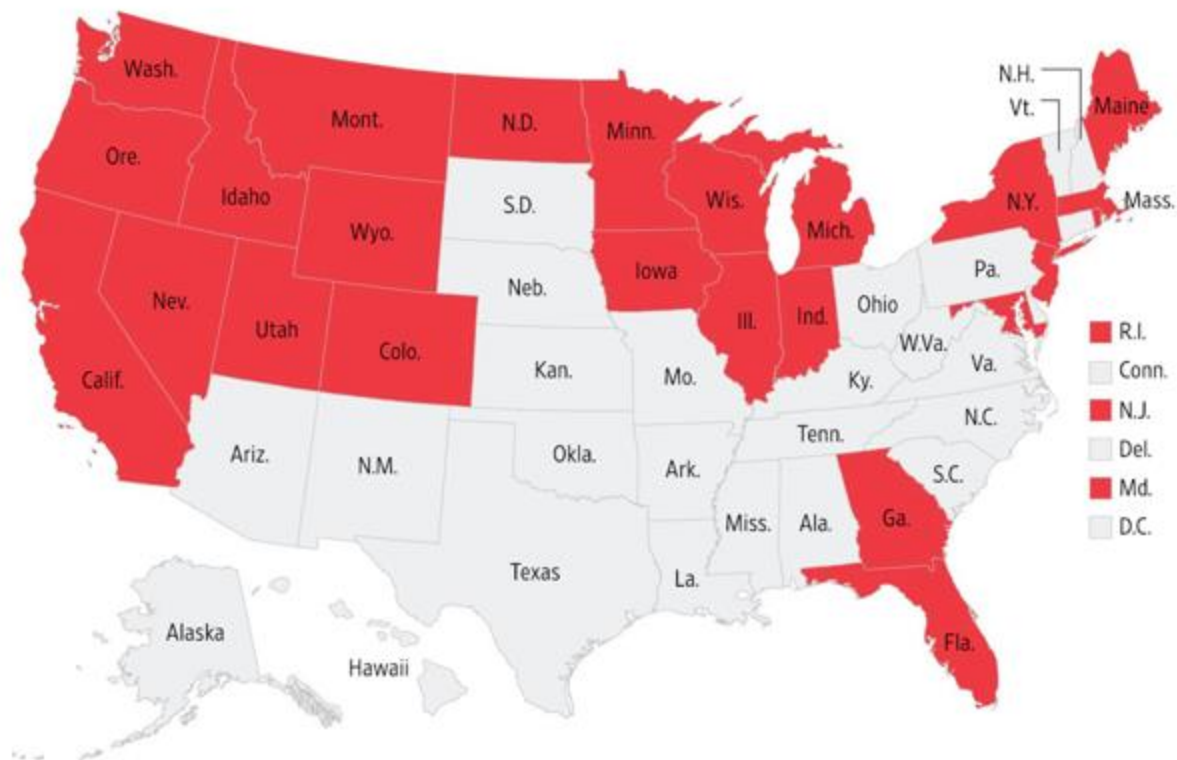 N.H.
Wash.
Vt.
Maine
Mont.
N.D.
Minn.
Ore.
Idaho
S.D.
Wis.
N.Y.
Mass.
Wyo.
Mich.
Iowa
Pa.
Neb.
Nev.
Ohio
Utah
Ill.
Ind.
R.I.
Colo.
W.Va.
Calif.
Kan.
Mo.
Ky.
Va.
Conn.
N.J.
N.C.
Tenn.
Ariz.
N.M.
Okla.
Ark.
Del.
S.C.
Md.
Miss.
Ala.
Ga.
D.C.
Texas
La.
Alaska
Fla.
Hawaii